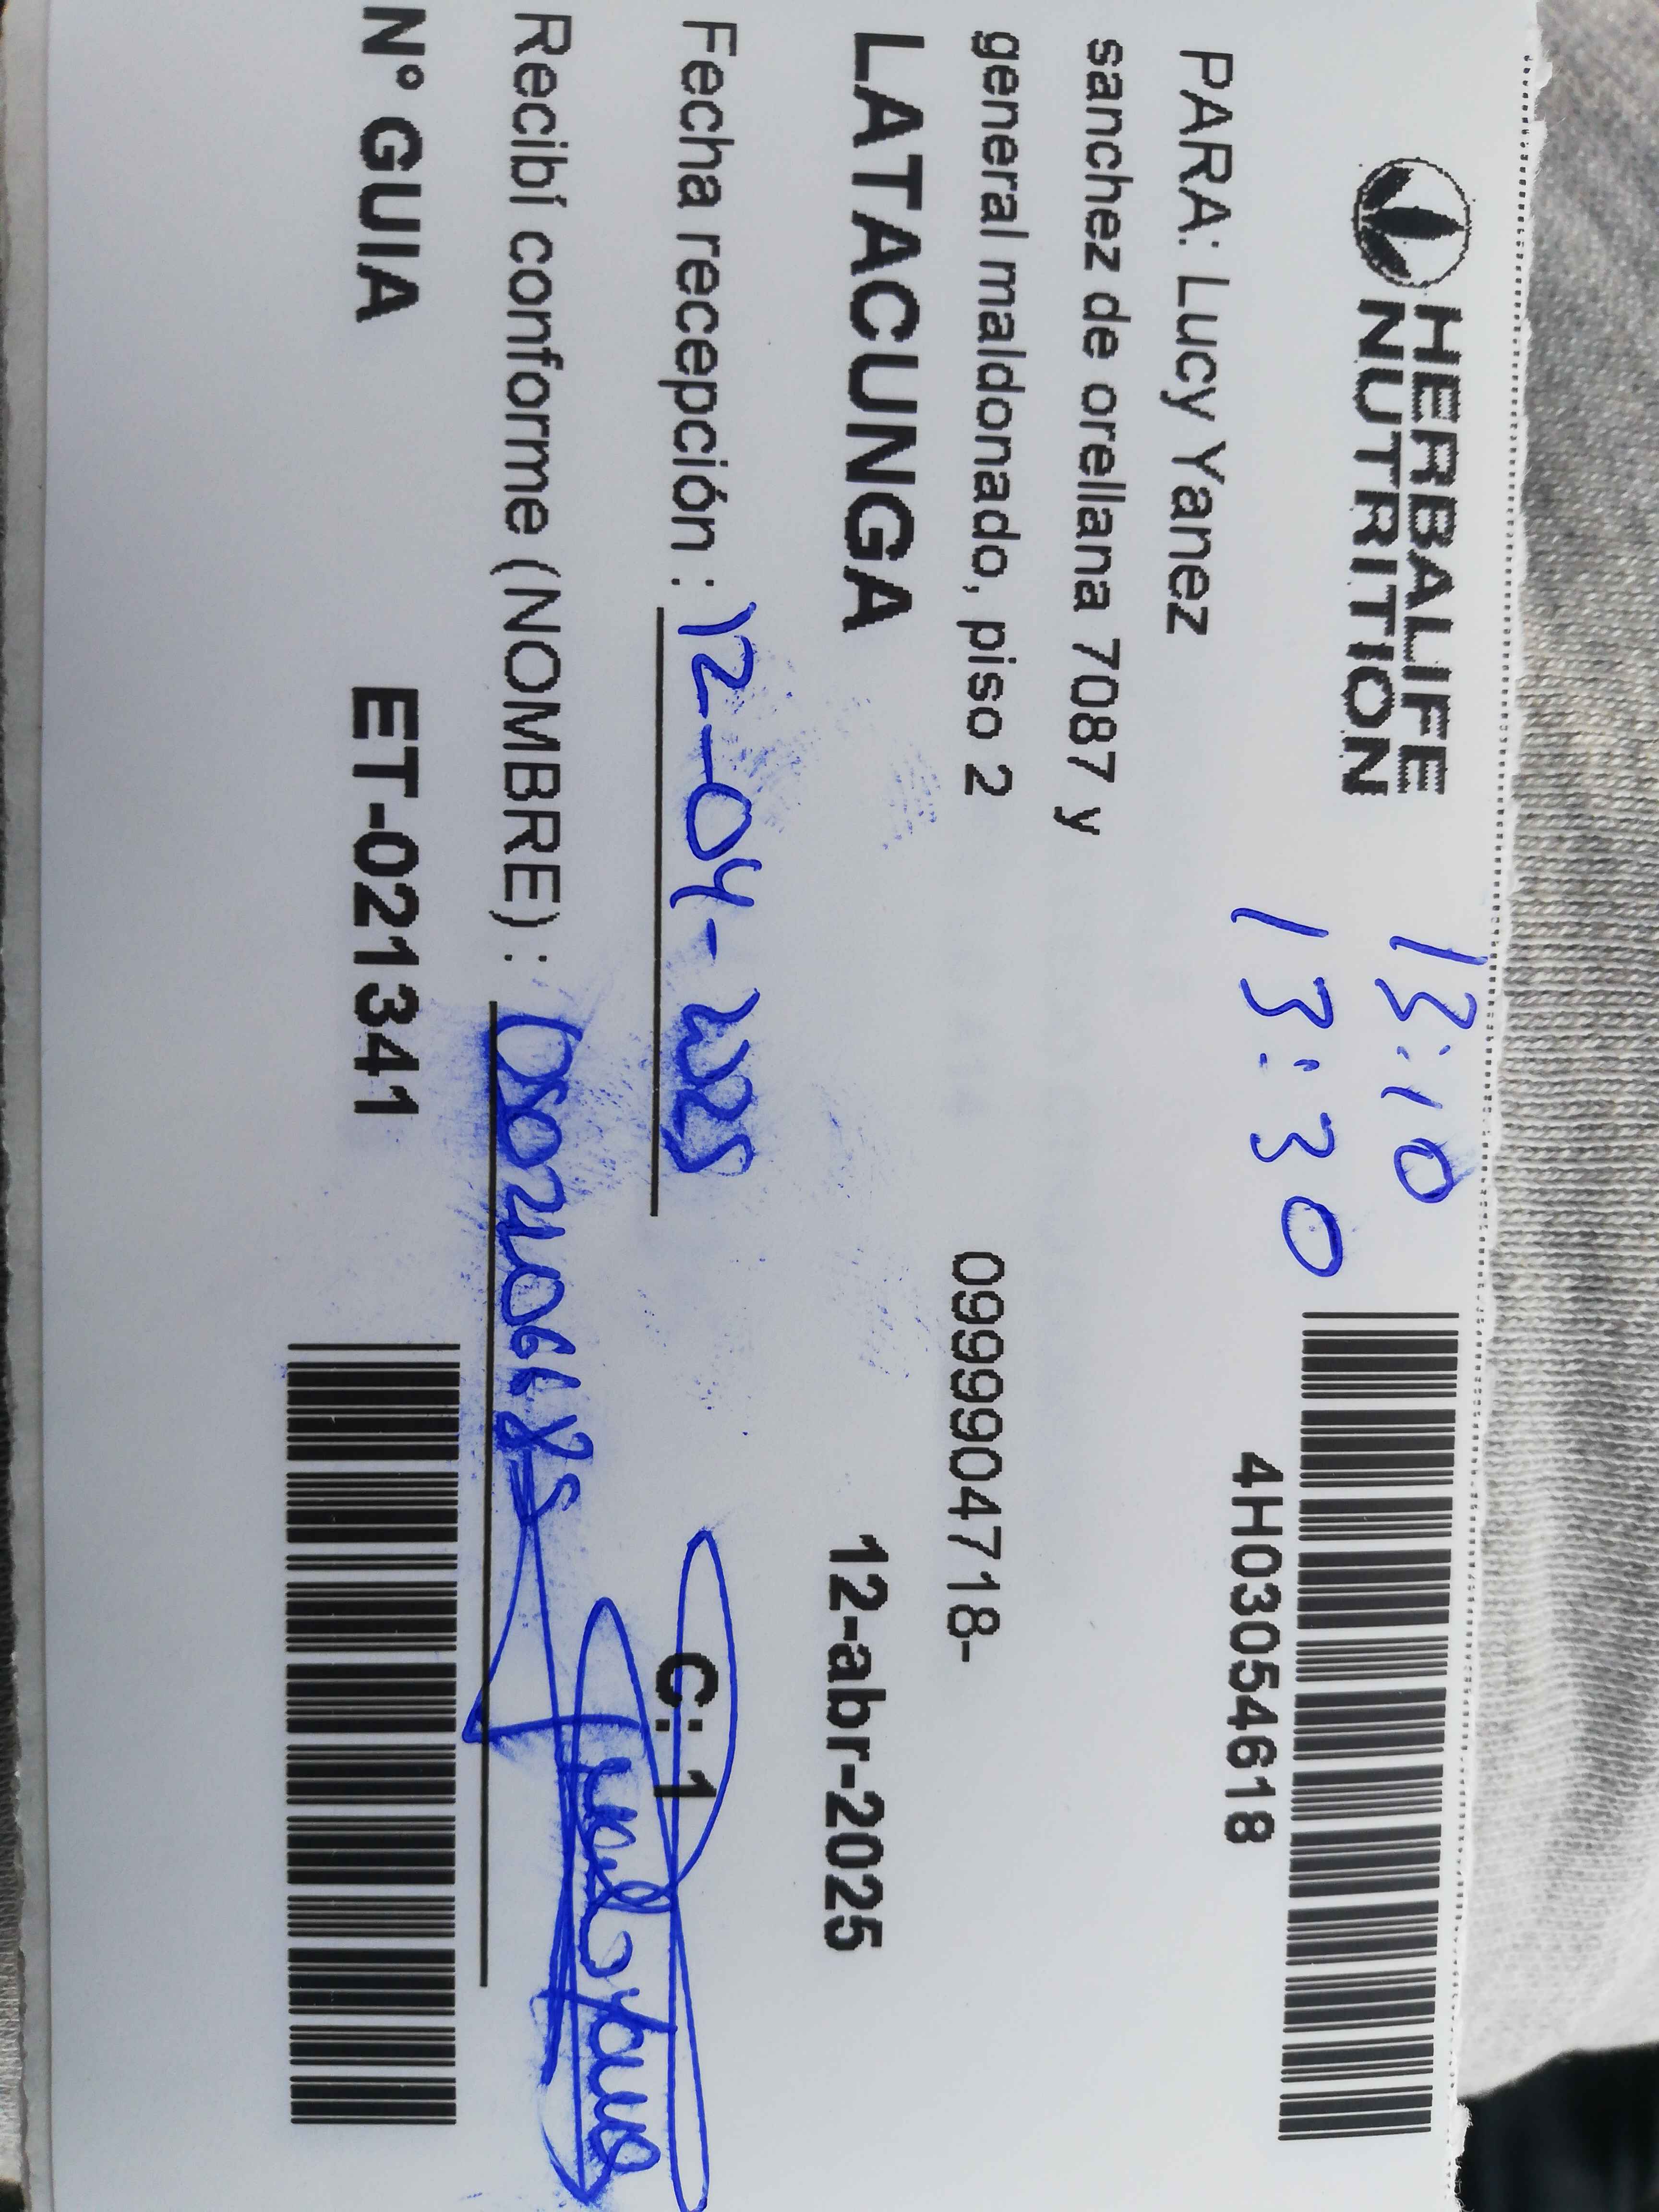 HERBALIFE
NUTRITION
13:10
13:30
4H0305461618
PARA: Lucy Yanez
sanchez de orellana 7087 y
general maldonado, piso 2
0999904718-
LATACUNGA
12-abr-2025
Fecha recepción : 12-04-2025
C: 1
Recibí conforme (NOMBRE) :
N° GUIA ET-021341